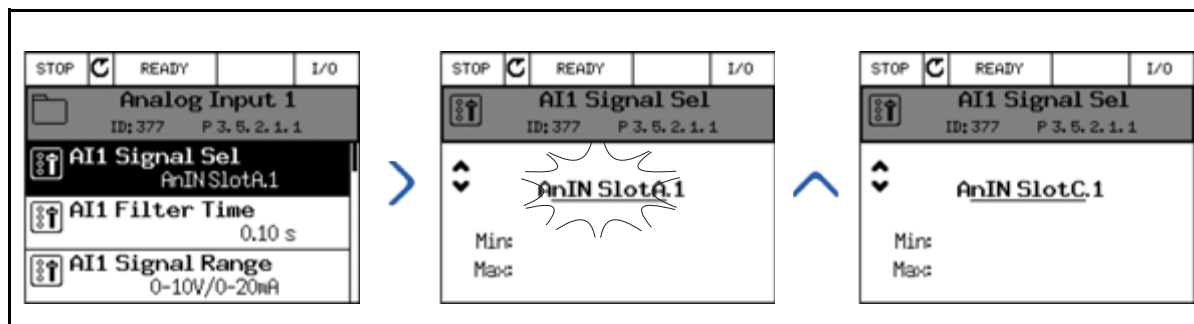 STOP READY I/O
Analog Input 1
ID:377 P3.5.2.1.1
AI1 Signal Sel
AnIN SlotA.1
AI1 Filter Time
0.10 s
AI1 Signal Range
0-10V/0-20mA
STOP READY I/O
AI1 Signal Sel
ID:377 P3.5.2.1.1
AnIN SlotA.1
Min:
Max:
STOP READY I/O
AI1 Signal Sel
ID:377 P3.5.2.1.1
AnIN SlotC.1
Min:
Max: